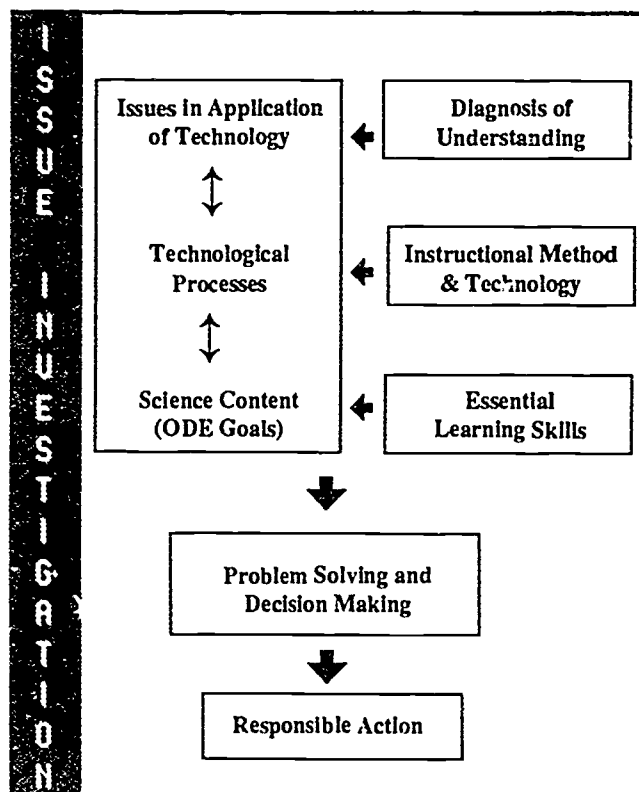 ISSUE INVESTIGATION
Issues in Application
of Technology
Diagnosis of
Understanding
Technological
Processes
Instructional Method
& Technology
Science Content
(ODE Goals)
Essential
Learning Skills
Problem Solving and
Decision Making
Responsible Action